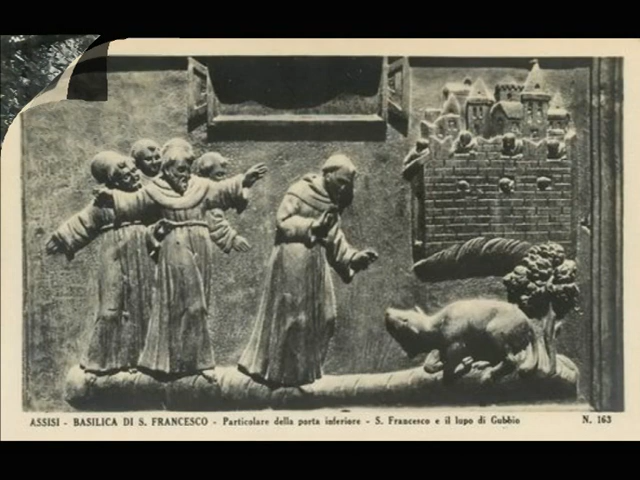 ASSISI - BASILICA DI S. FRANCESCO - Particolare della porta inferiore - S. Francesco e il lupo di Gubbio N. 163